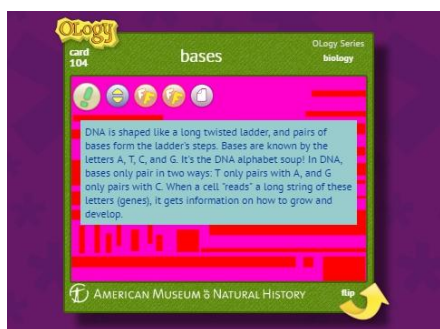 OLogy
card
104
bases
OLogy Series
biology
DNA is shaped like a long twisted ladder, and pairs of
bases form the ladder's steps. Bases are known by the
letters A, T, C, and G. It's the DNA alphabet soup! In DNA,
bases only pair in two ways: T only pairs with A, and G
only pairs with C. When a cell "reads" a long string of these
letters (genes), it gets information on how to grow and
develop.
AMERICAN MUSEUM & NATURAL HISTORY
flip